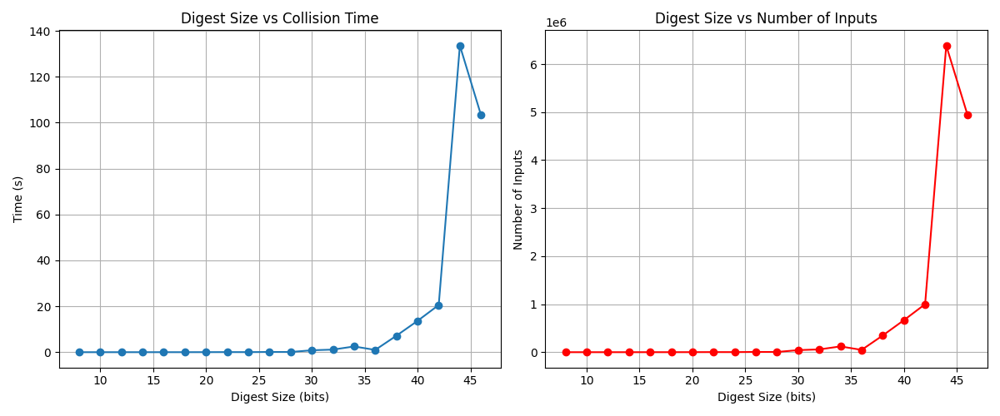 Digest Size vs Collision Time
140
120
100
80
60
40
20
0
Time (s)
10 15 20 25 30 35 40 45
Digest Size (bits)
Digest Size vs Number of Inputs
1e6
6
5
4
3
2
1
0
Number of Inputs
10 15 20 25 30 35 40 45
Digest Size (bits)